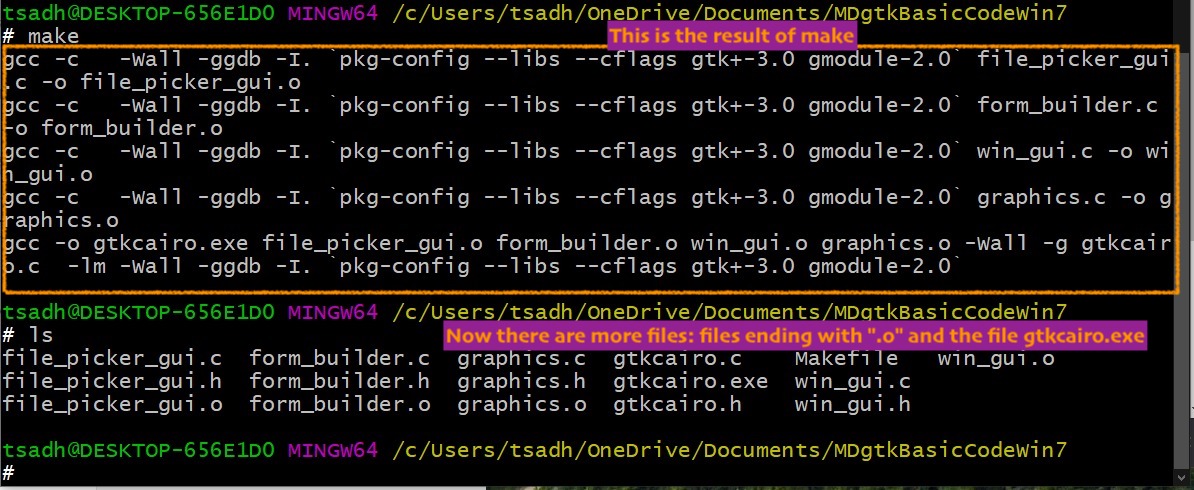 tsadh@DESKTOP-656E1D0 MINGW64 /c/Users/tsadh/OneDrive/Documents/MDgtkBasicCodeWin7
# make
This is the result of make
gcc -c   -Wall -ggdb -I. `pkg-config --libs --cflags gtk+-3.0 gmodule-2.0` file_picker_gui
.c -o file_picker_gui.o
gcc -c   -Wall -ggdb -I. `pkg-config --libs --cflags gtk+-3.0 gmodule-2.0` form_builder.c
-o form_builder.o
gcc -c   -Wall -ggdb -I. `pkg-config --libs --cflags gtk+-3.0 gmodule-2.0` win_gui.c -o wi
n_gui.o
gcc -c   -Wall -ggdb -I. `pkg-config --libs --cflags gtk+-3.0 gmodule-2.0` graphics.c -o g
raphics.o
gcc -o gtkcairo.exe file_picker_gui.o form_builder.o win_gui.o graphics.o -Wall -g gtkcair
o.c  -lm -Wall -ggdb -I. `pkg-config --libs --cflags gtk+-3.0 gmodule-2.0`
tsadh@DESKTOP-656E1D0 MINGW64 /c/Users/tsadh/OneDrive/Documents/MDgtkBasicCodeWin7
# ls
Now there are more files: files ending with ".o" and the file gtkcairo.exe
file_picker_gui.c  form_builder.c  graphics.c  gtkcairo.c    Makefile   win_gui.o
file_picker_gui.h  form_builder.h  graphics.h  gtkcairo.exe  win_gui.c
file_picker_gui.o  form_builder.o  graphics.o  gtkcairo.h    win_gui.h
tsadh@DESKTOP-656E1D0 MINGW64 /c/Users/tsadh/OneDrive/Documents/MDgtkBasicCodeWin7
#